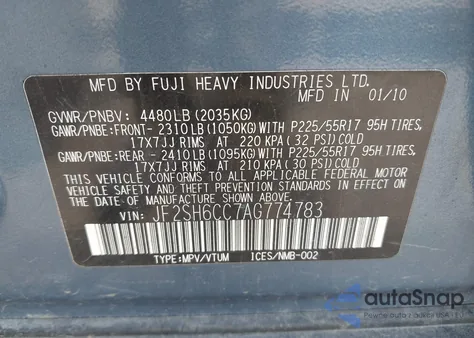 MFD BY FUJI HEAVY INDUSTRIES LTD.
MFD IN 01/10
GVWR/PNBV: 4480LB(2035KG)
GAWR/PNBE:FRONT- 2310LB(1050KG)WITH P225/55R17 95H TIRES,
17X7JJ RIMS AT 220 KPA(32 PSI)COLD
GAWR/PNBE:REAR - 2410LB(1095KG)WITH P225/55R17 95H TIRES,
17X7JJ RIMS AT 210 KPA(30 PSI)COLD
THIS VEHICLE CONFORMS TO ALL
APPLICABLE FEDERAL MOTOR
VEHICLE SAFETY STANDARDS IN EFFECT ON THE
DATE OF MANUFACTURE SHOWN ABOVE.
VIN: JF2SH6CC7AG774783
TYPE:MPV/VTUM ICES/NMB-002
autoSnap